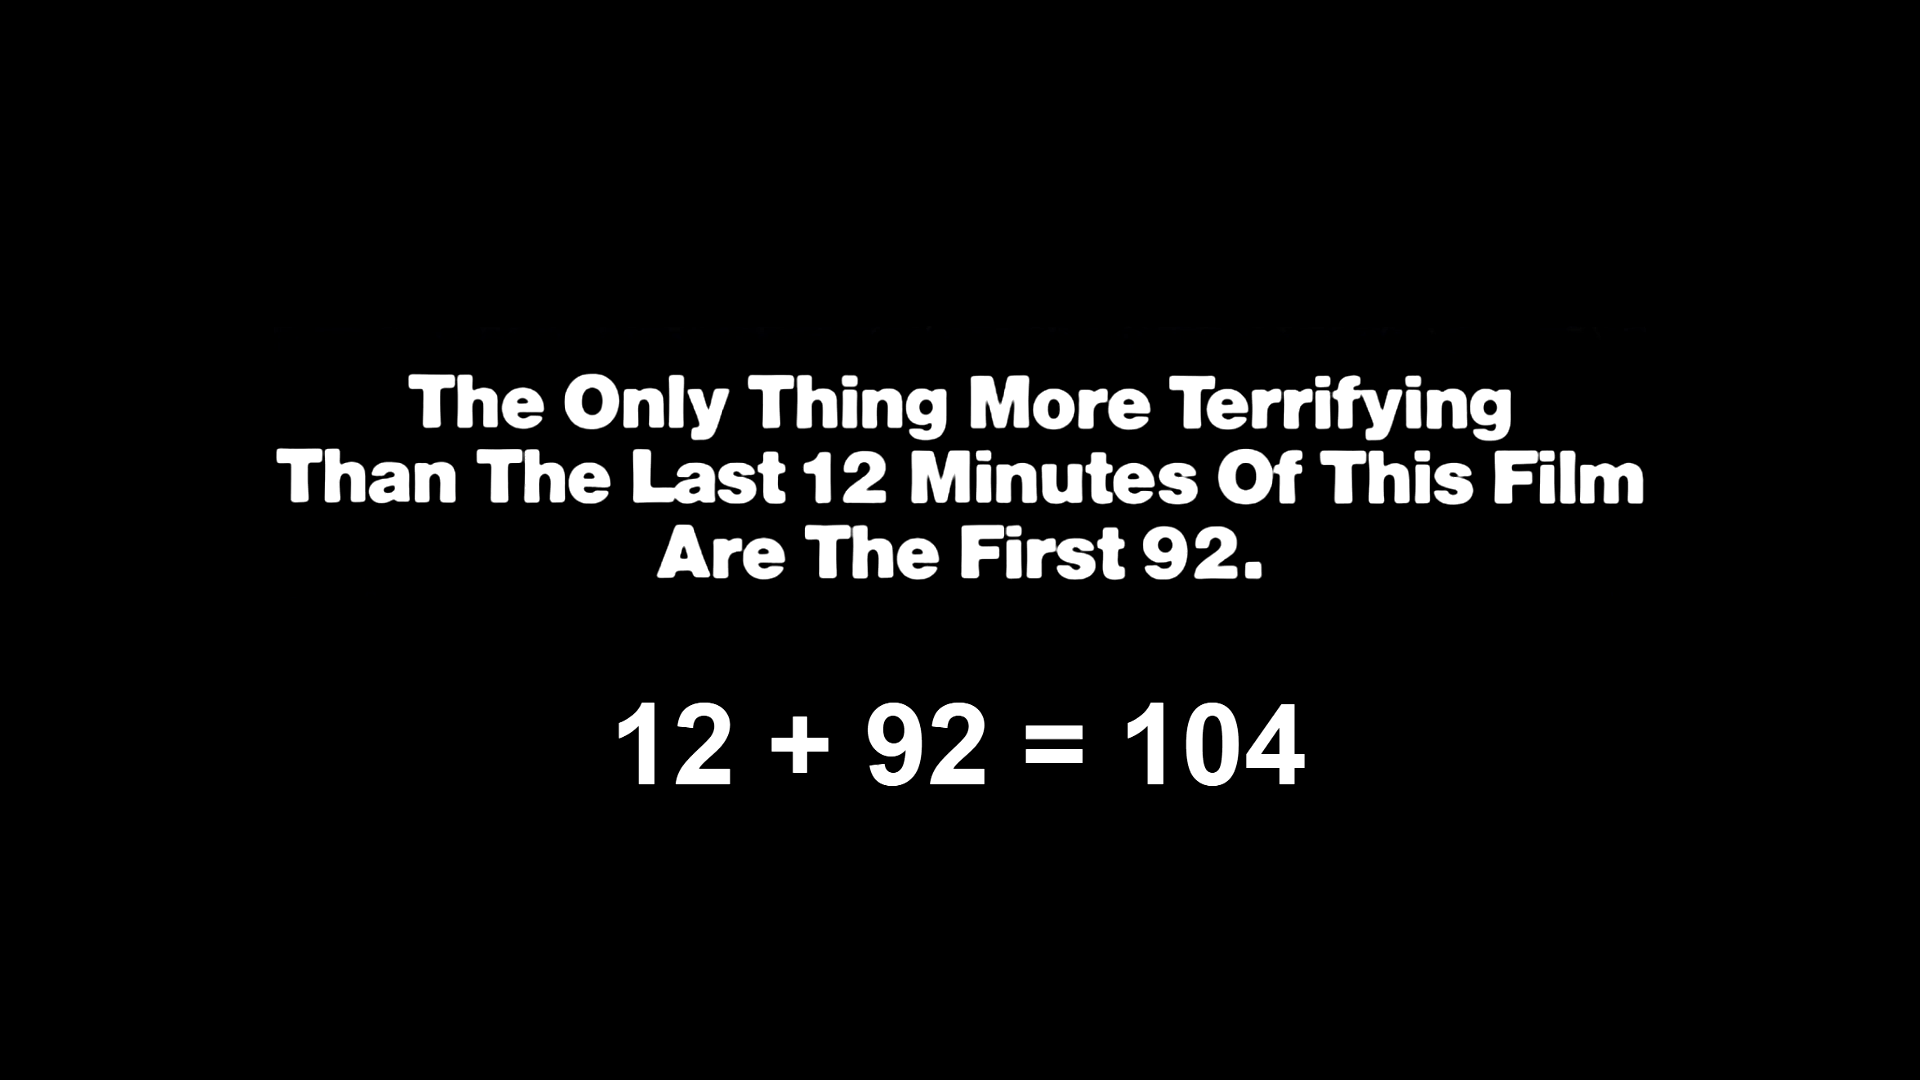 The Only Thing More Terrifying
Than The Last 12 Minutes Of This Film
Are The First 92.
12 + 92 = 104